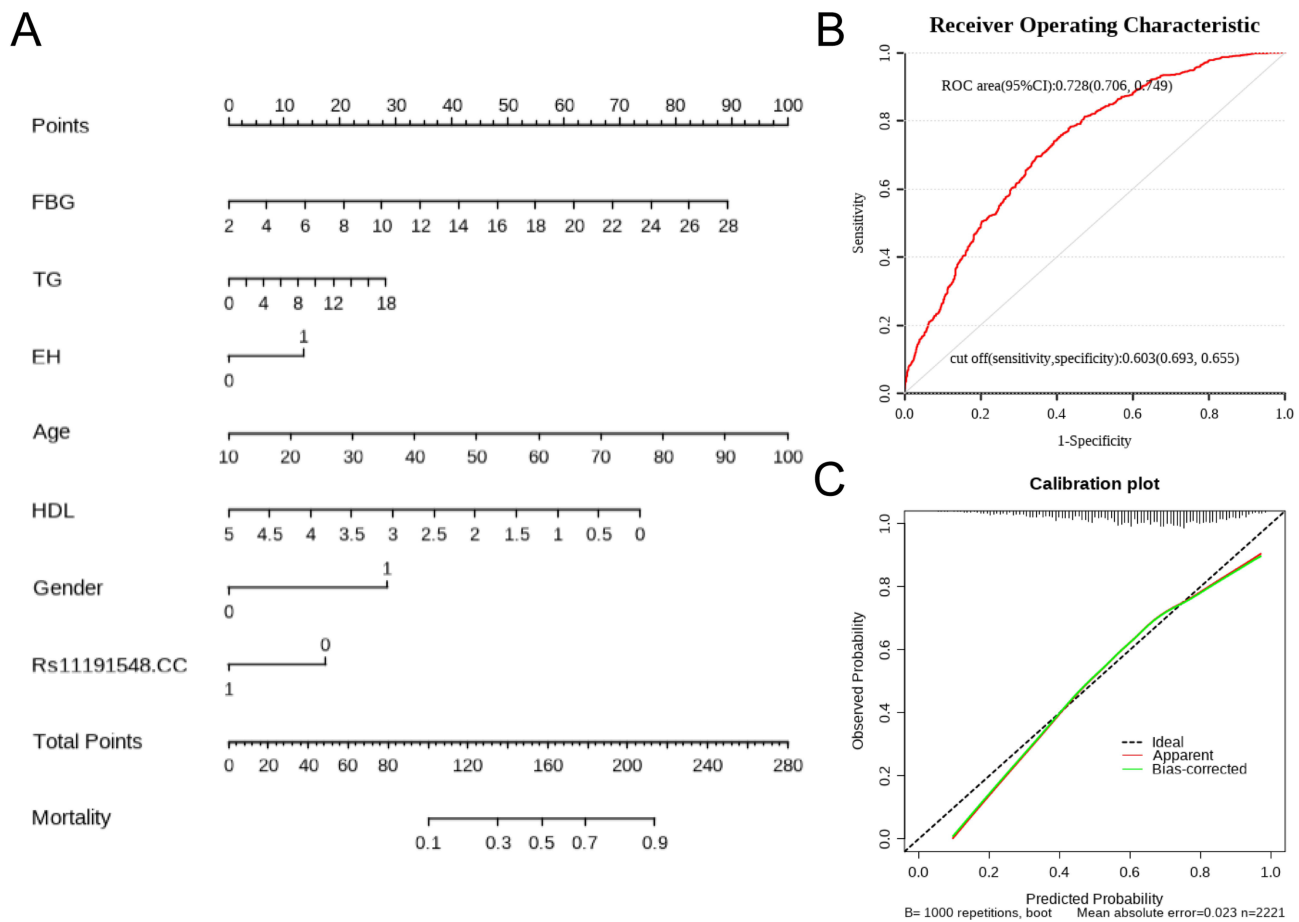 A
0 10 20 30 40 50 60 70 80 90 100
Points
FBG
2 4 6 8 10 12 14 16 18 20 22 24 26 28
TG
0 4 8 12 18
1
EH
0
Age
10 20 30 40 50 60 70 80 90 100
HDL
5 4.5 4 3.5 3 2.5 2 1.5 1 0.5 0
1
Gender
0
0
Rs11191548.CC
1
Total Points
0 20 40 60 80 120 160 200 240 280
Mortality
0.1 0.3 0.5 0.7 0.9
B
Receiver Operating Characteristic
ROC area(95%CI):0.728(0.706, 0.749)
cut off(sensitivity,specificity):0.603(0.693, 0.655)
Sensitivity
0.0 0.2 0.4 0.6 0.8 1.0
0.0 0.2 0.4 0.6 0.8 1.0
1-Specificity
C
Calibration plot
Observed Probability
0.0 0.2 0.4 0.6 0.8 1.0
Ideal
Apparent
Bias-corrected
0.0 0.2 0.4 0.6 0.8 1.0
Predicted Probability
B= 1000 repetitions, boot Mean absolute error=0.023 n=2221